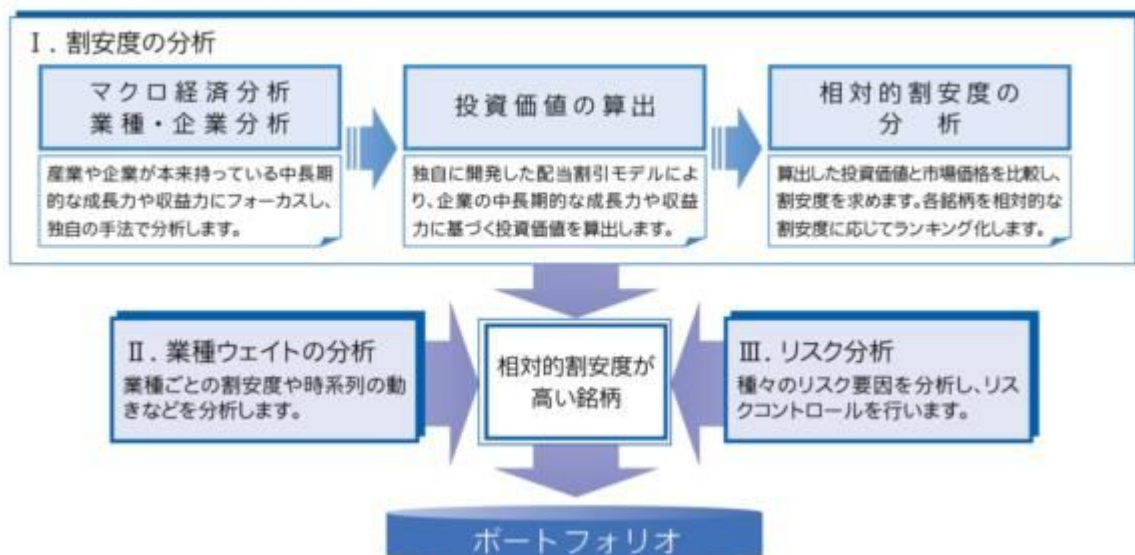 Ⅰ. 割安度の分析
マクロ経済分析
業種・企業分析
産業や企業が本来持っている中長期
的な成長力や収益力にフォーカスし、
独自の手法で分析します。
投資価値の算出
独自に開発した配当割引モデルによ
り、企業の中長期的な成長力や収益
力に基づく投資価値を算出します。
相対的割安度の
分 析
算出した投資価値と市場価格を比較し、
割安度を求めます。各銘柄を相対的な
割安度に応じてランキング化します。
Ⅱ. 業種ウェイトの分析
業種ごとの割安度や時系列の動
きなどを分析します。
相対的割安度が
高い銘柄
Ⅲ. リスク分析
種々のリスク要因を分析し、リス
クコントロールを行います。
ポートフォリオ